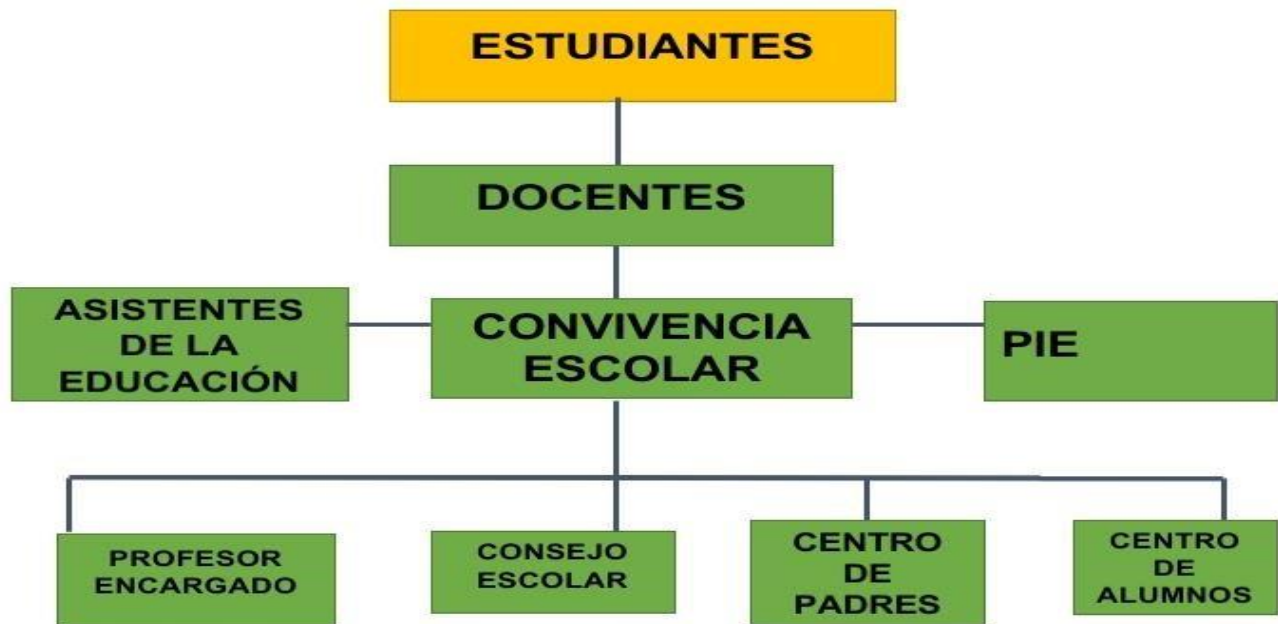 ESTUDIANTES
DOCENTES
ASISTENTES
DE LA
EDUCACIÓN
CONVIVENCIA
ESCOLAR
PIE
PROFESOR
ENCARGADO
CONSEJO
ESCOLAR
CENTRO
DE
PADRES
CENTRO
DE
ALUMNOS